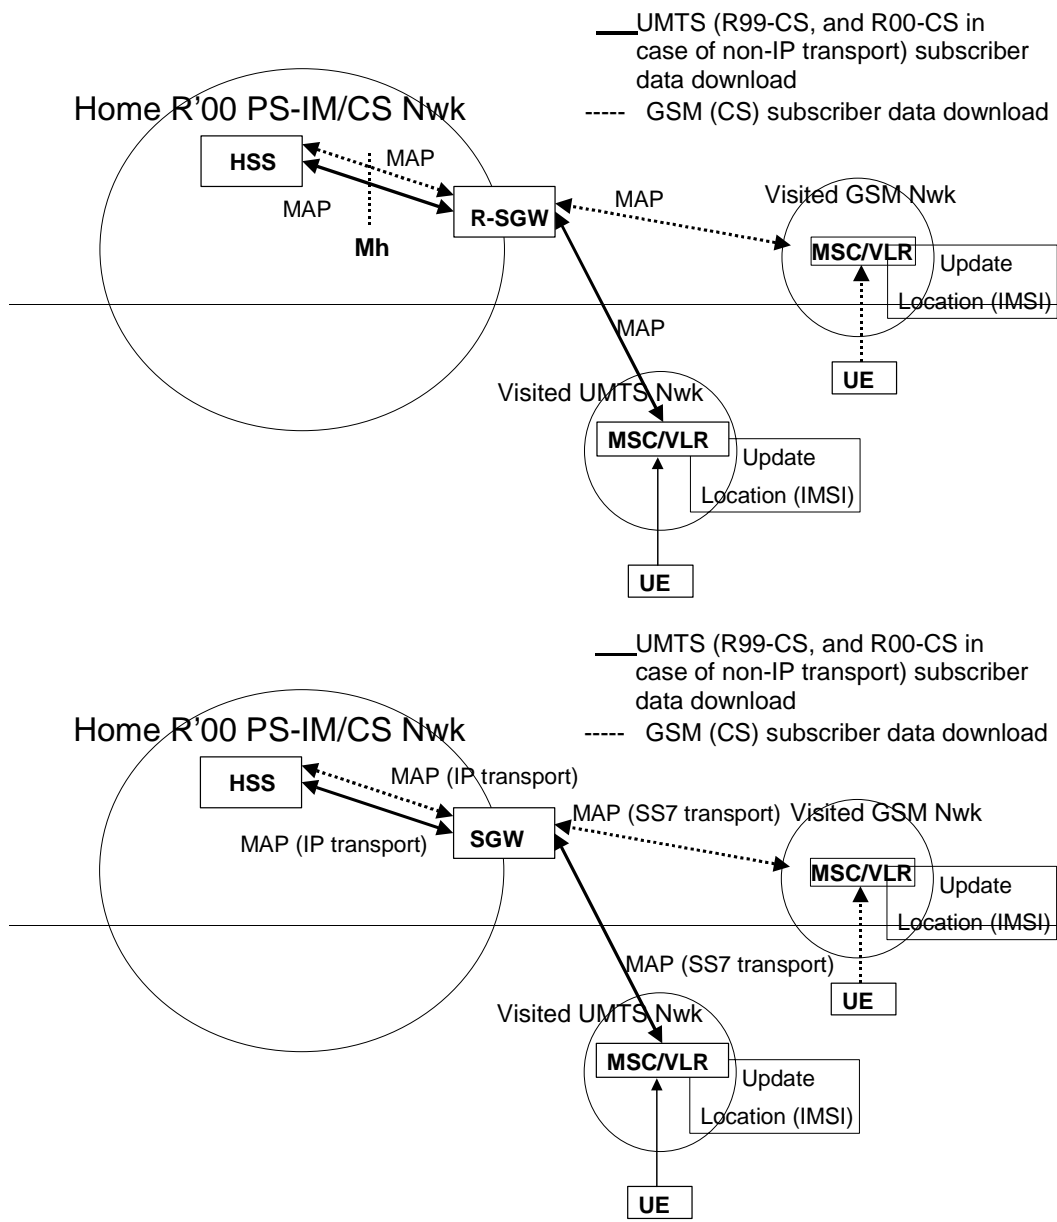 UMTS (R99-CS, and R00-CS in
case of non-IP transport) subscriber
data download
----- GSM (CS) subscriber data download
Home R’00 PS-IM/CS Nwk
HSS
MAP
MAP
Mh
R-SGW
MAP
Visited GSM Nwk
MSC/VLR
Update
Location (IMSI)
MAP
UE
Visited UMTS Nwk
MSC/VLR
Update
Location (IMSI)
UE
UMTS (R99-CS, and R00-CS in
case of non-IP transport) subscriber
data download
----- GSM (CS) subscriber data download
Home R’00 PS-IM/CS Nwk
HSS
MAP (IP transport)
MAP (IP transport)
SGW
MAP (SS7 transport)
Visited GSM Nwk
MSC/VLR
Update
Location (IMSI)
MAP (SS7 transport)
UE
Visited UMTS Nwk
MSC/VLR
Update
Location (IMSI)
UE